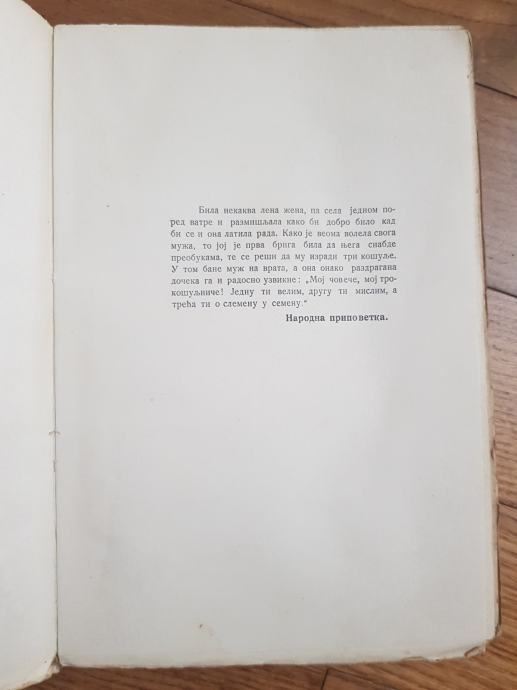 Била некаква лена жена, па села једном по-
ред ватре и размишљала како би добро било кад
би се и она латила рада. Како је веома волела свога
мужа, то јој је прва брига била да њега снабде
преобукама, те се реши да му изради три кошуље.
У том бане муж на врата, а она онако раздрагана
дочека га и радосно узвикне: „Мој човече, мој тро-
кошуљниче! Једну ти велим, другу ти мислим, а
трећа ти о слемену у семену.“
Народна приповетка.